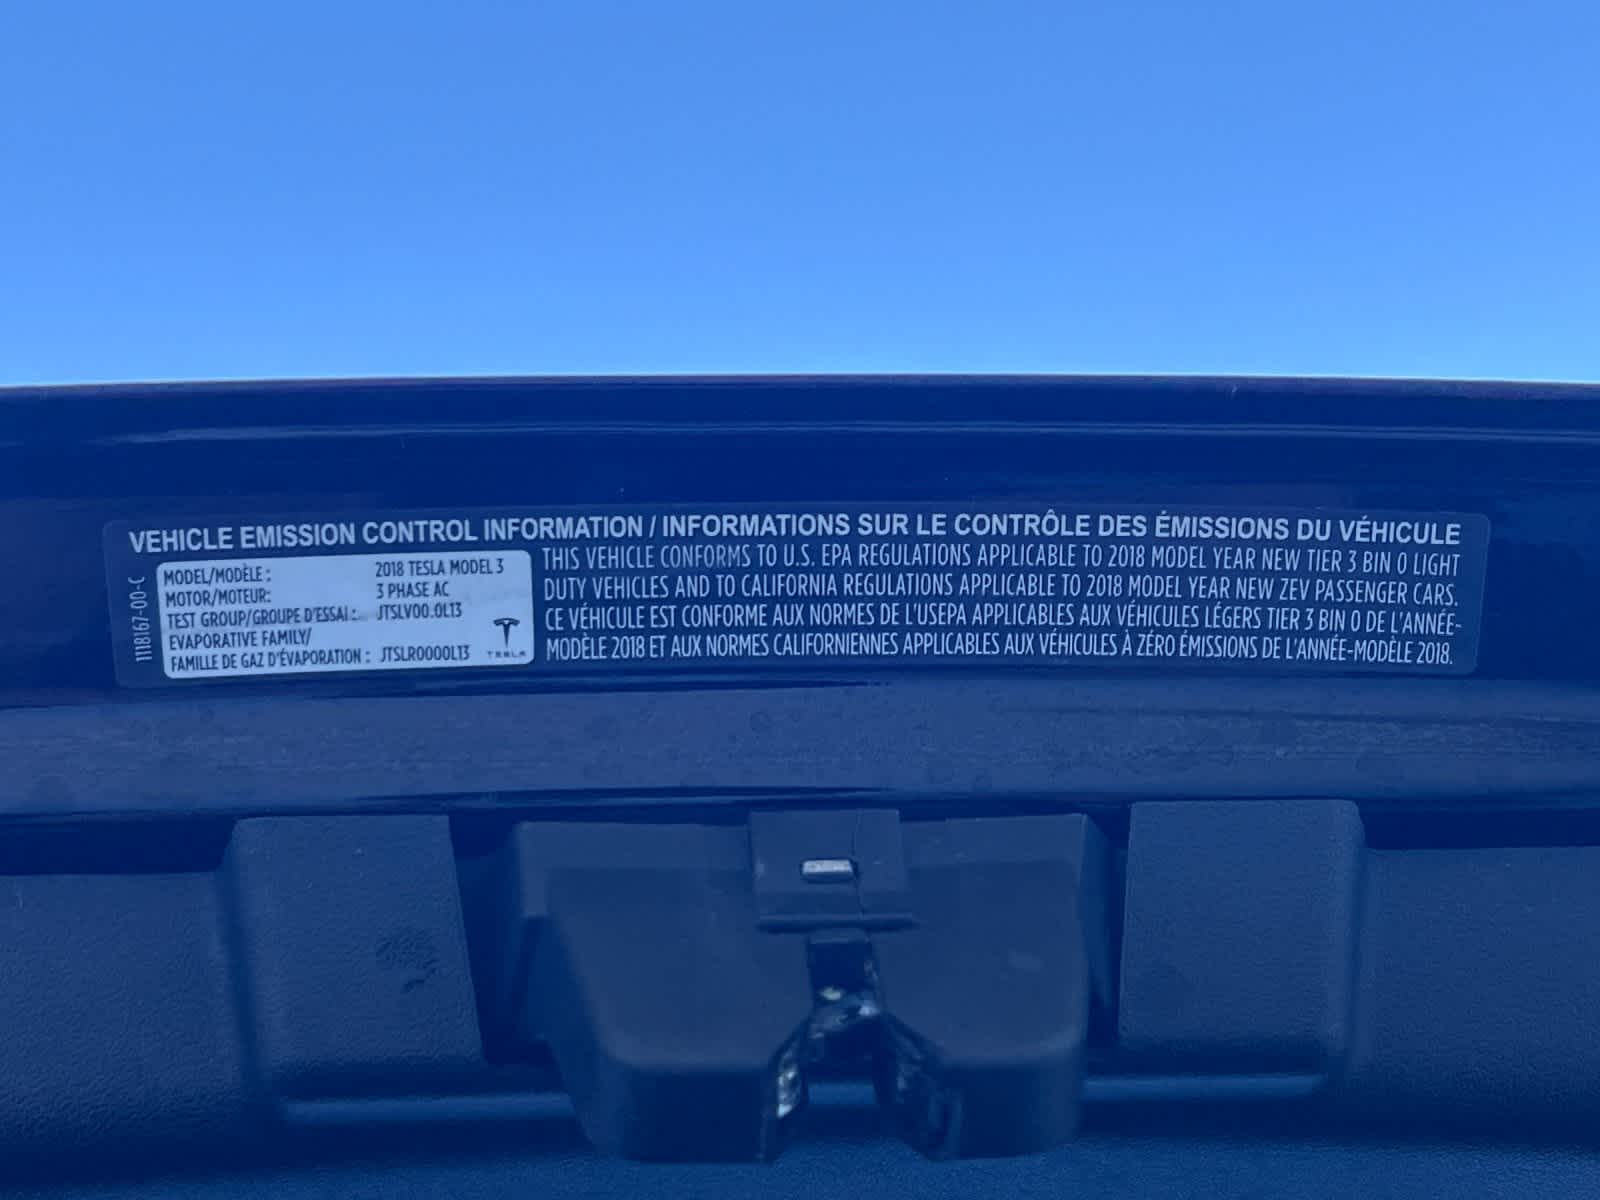 VEHICLE EMISSION CONTROL INFORMATION / INFORMATIONS SUR LE CONTRÔLE DES ÉMISSIONS DU VÉHICULE
1118167-00-C
MODEL/MODÈLE : 2018 TESLA MODEL 3
MOTOR/MOTEUR: 3 PHASE AC
TEST GROUP/GROUPE D'ESSAI: JTSLV00.0L13
EVAPORATIVE FAMILY/
FAMILLE DE GAZ D'ÉVAPORATION : JTSLR0000L13
TESLA
THIS VEHICLE CONFORMS TO U.S. EPA REGULATIONS APPLICABLE TO 2018 MODEL YEAR NEW TIER 3 BIN 0 LIGHT
DUTY VEHICLES AND TO CALIFORNIA REGULATIONS APPLICABLE TO 2018 MODEL YEAR NEW ZEV PASSENGER CARS.
CE VÉHICULE EST CONFORME AUX NORMES DE L'USEPA APPLICABLES AUX VÉHICULES LÉGERS TIER 3 BIN 0 DE L'ANNÉE-
MODÈLE 2018 ET AUX NORMES CALIFORNIENNES APPLICABLES AUX VÉHICULES À ZÉRO ÉMISSIONS DE L'ANNÉE-MODÈLE 2018.